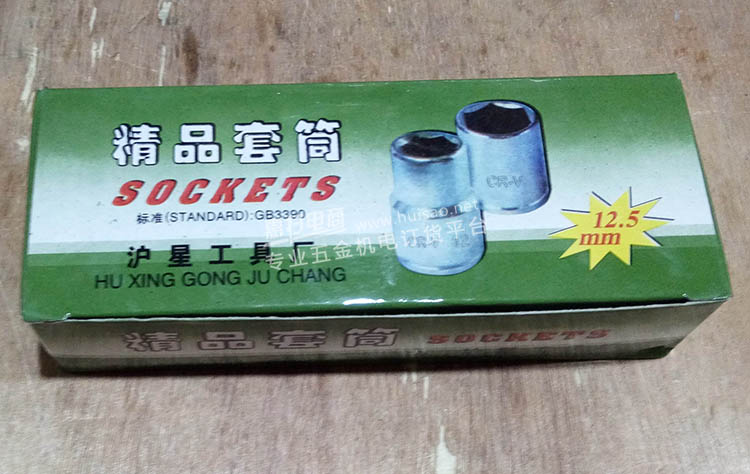 精品套筒
SOCKETS
标准(STANDARD):GB3390
沪星工具厂
HU XING GONG JU CHANG
CR-V
12.5
mm
www.huisao.net
专业五金机电订货平台
精品套筒 SOCKETS